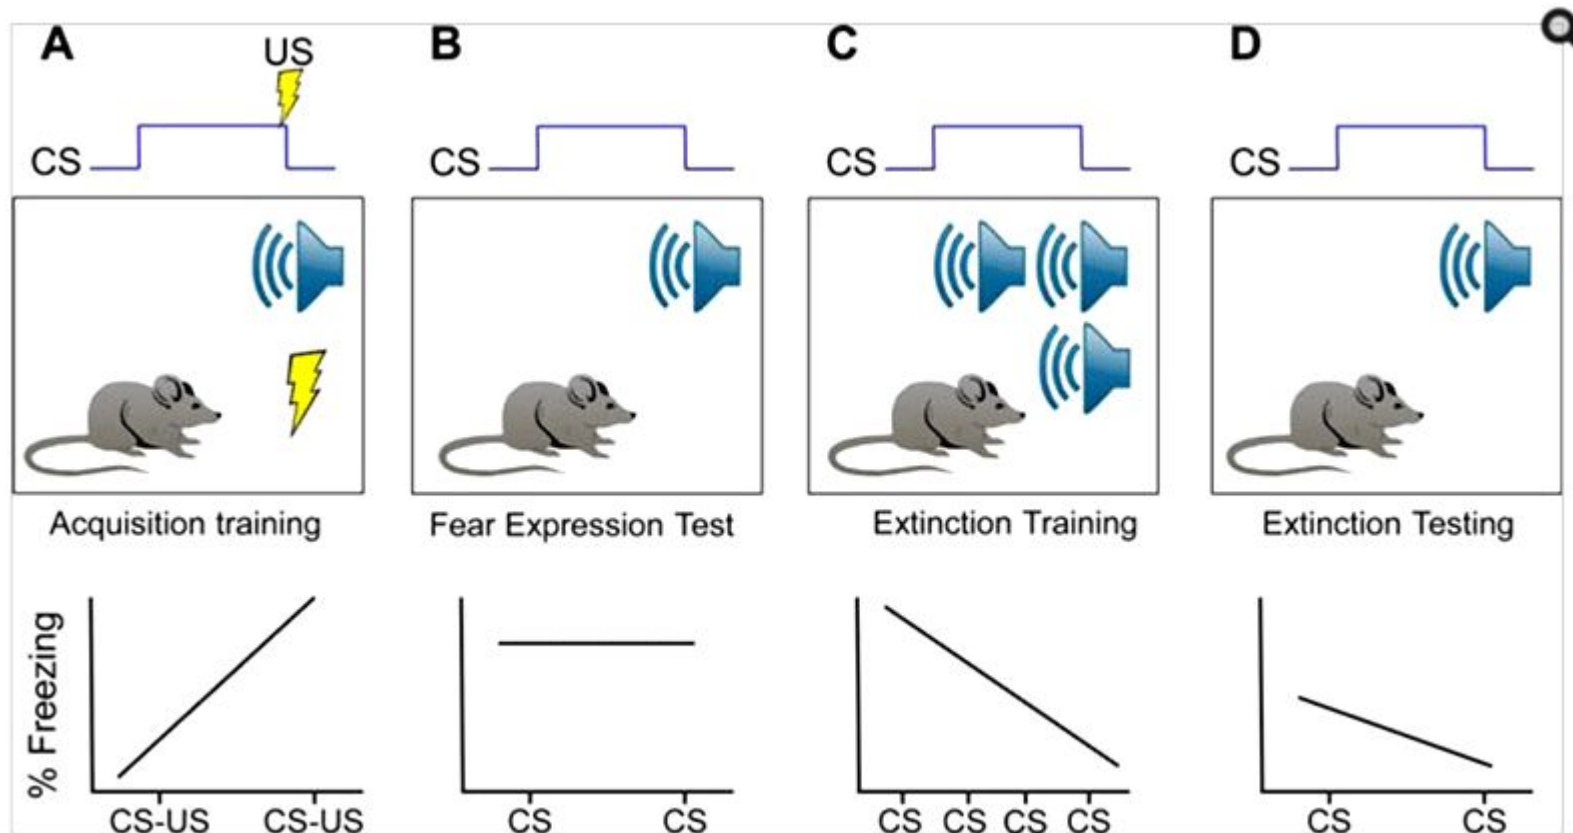 A
US
CS
Acquisition training
% Freezing
CS-US CS-US
B
CS
Fear Expression Test
CS CS
C
CS
Extinction Training
CS CS CS CS
D
CS
Extinction Testing
CS CS